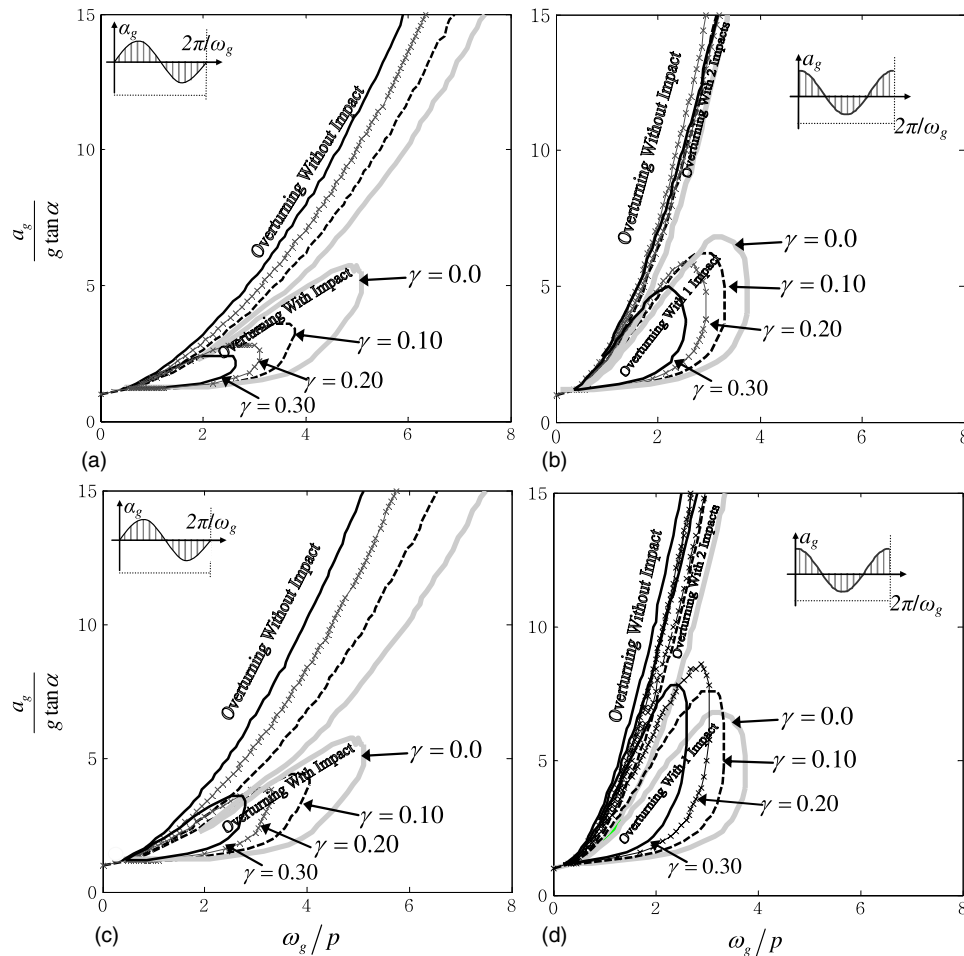 15
α_g
2π/ω_g
Overturning Without Impact
10
a_g / g tan α
5
Overturning With Impact
γ = 0.0
γ = 0.10
γ = 0.20
γ = 0.30
0
0 2 4 6 8
(a)
15
a_g
2π/ω_g
Overturning Without Impact
Overturning With 2 Impacts
10
5
Overturning With 1 Impact
γ = 0.0
γ = 0.10
γ = 0.20
γ = 0.30
0
0 2 4 6 8
(b)
15
α_g
2π/ω_g
Overturning Without Impact
10
a_g / g tan α
5
Overturning With Impact
γ = 0.0
γ = 0.10
γ = 0.20
γ = 0.30
0
0 2 4 6 8
(c)
ω_g / p
15
a_g
2π/ω_g
Overturning Without Impact
Overturning With 2 Impacts
10
5
Overturning With 1 Impact
γ = 0.0
γ = 0.10
γ = 0.20
γ = 0.30
0
0 2 4 6 8
(d)
ω_g / p